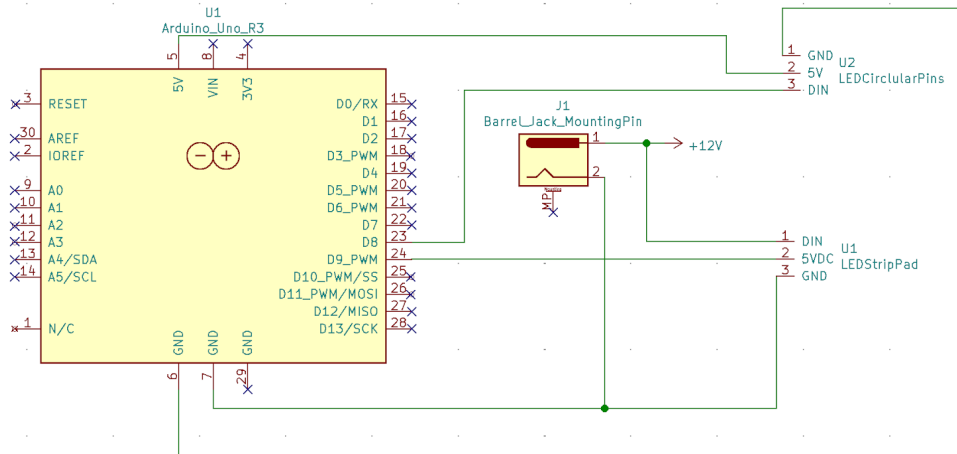 U1
Arduino_Uno_R3
5
8
4
5V
VIN
3V3
3 RESET
30 AREF
2 IOREF
9 A0
10 A1
11 A2
12 A3
13 A4/SDA
14 A5/SCL
1 N/C
D0/RX 15
D1 16
D2 17
D3_PWM 18
D4 19
D5_PWM 20
D6_PWM 21
D7 22
D8 23
D9_PWM 24
D10_PWM/SS 25
D11_PWM/MOSI 26
D12/MISO 27
D13/SCK 28
GND
GND
GND
6
7
29
J1
Barrel_Jack_MountingPin
1
2
MP
+12V
1 GND
2 5V
3 DIN
U2
LEDCirclularPins
1 DIN
2 5VDC
3 GND
U1
LEDStripPad